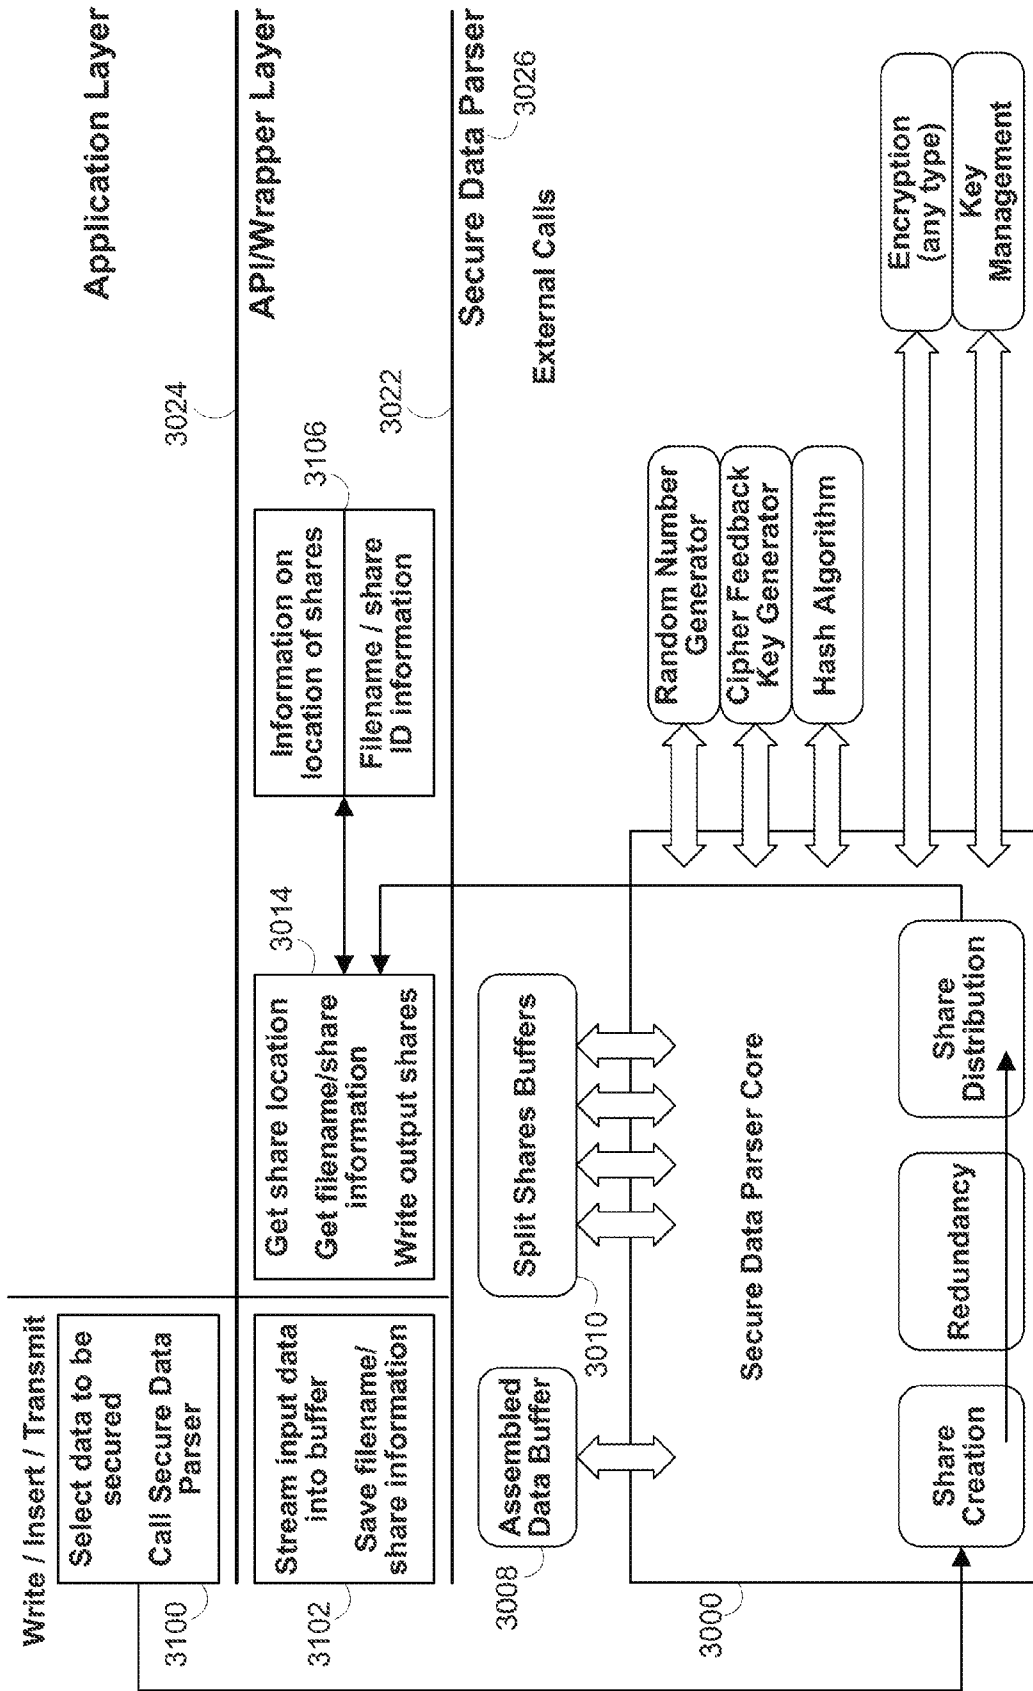 Write / Insert / Transmit
Application Layer
Select data to be
secured
Call Secure Data
Parser
3100
3024
API/Wrapper Layer
Stream input data
into buffer
Save filename/
share information
3102
Get share location
Get filename/share
information
Write output shares
3014
Information on
location of shares
Filename / share
ID information
3106
3022
Secure Data Parser
3026
External Calls
Assembled
Data Buffer
3008
Split Shares Buffers
3010
Secure Data Parser Core
3000
Share
Creation
Redundancy
Share
Distribution
Random Number
Generator
Cipher Feedback
Key Generator
Hash Algorithm
Encryption
(any type)
Key
Management